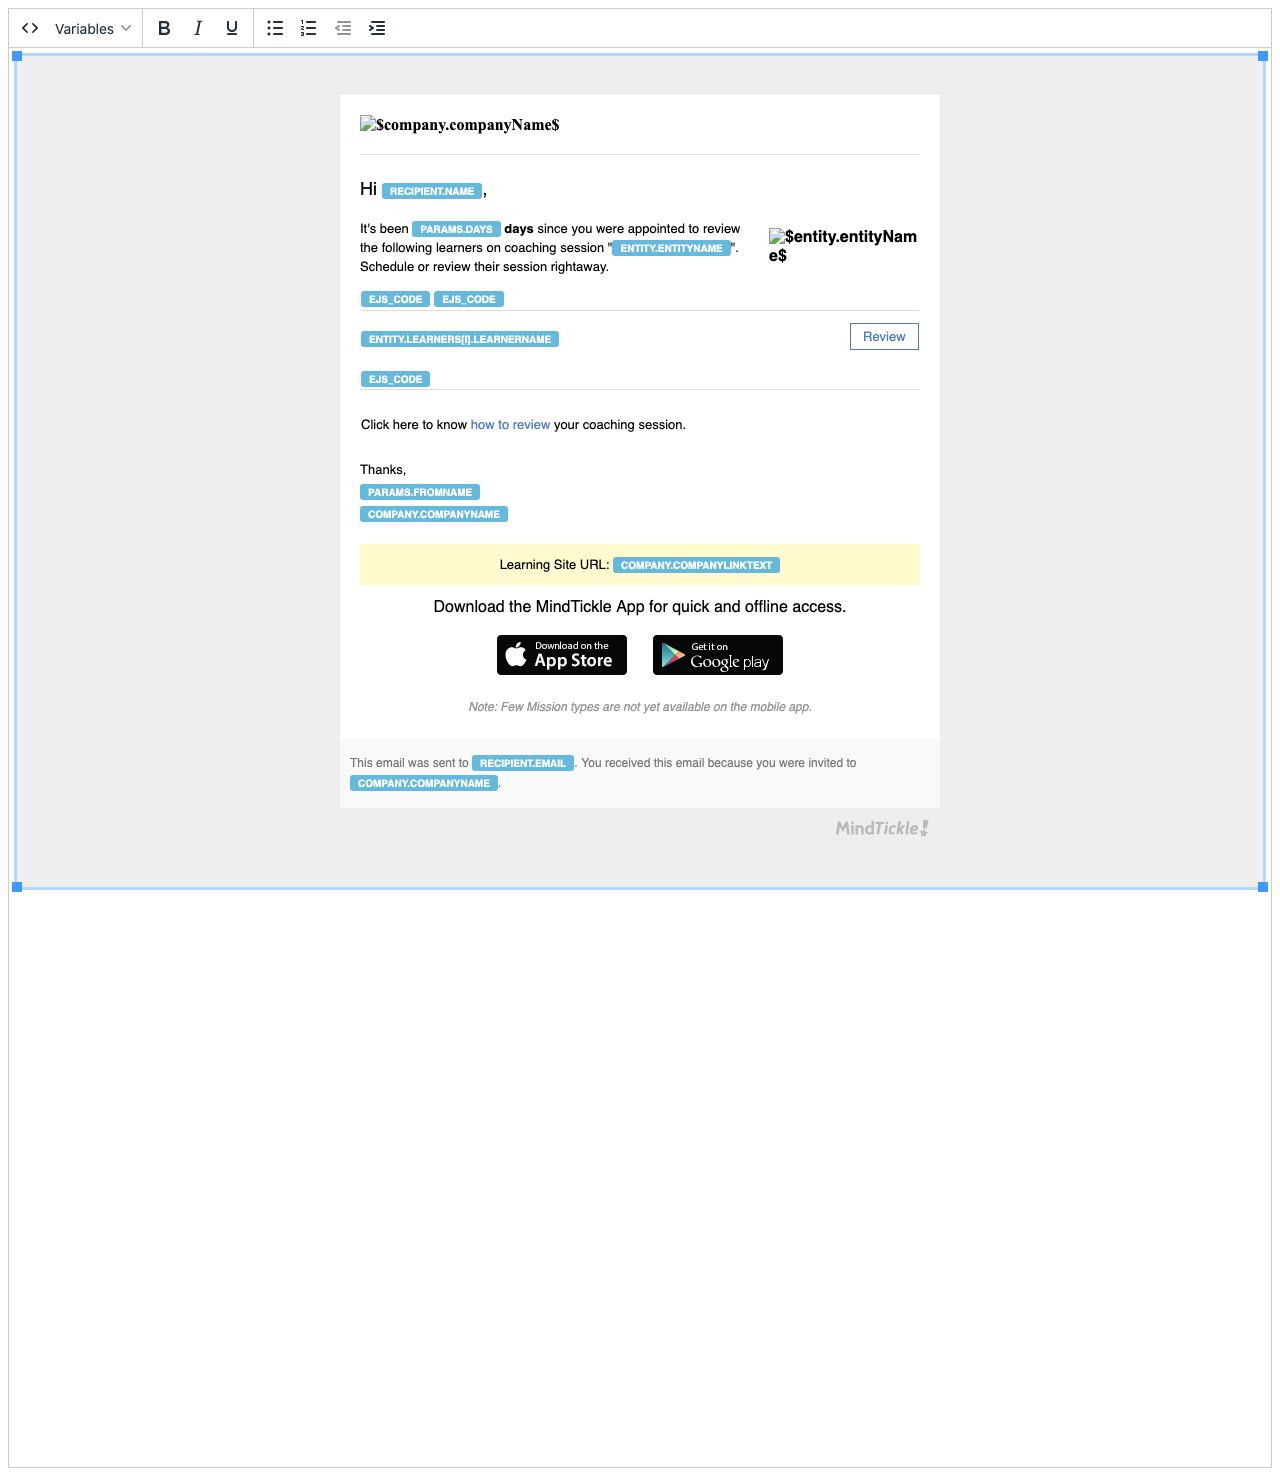 Variables B I U
$company.companyName$
Hi RECIPIENT.NAME,
It's been PARAMS.DAYS days since you were appointed to review
the following learners on coaching session "ENTITY.ENTITYNAME".
Schedule or review their session rightaway.
$entity.entityNam
e$
EJS_CODE EJS_CODE
ENTITY.LEARNERS[I].LEARNERNAME
Review
EJS_CODE
Click here to know how to review your coaching session.
Thanks,
PARAMS.FROMNAME
COMPANY.COMPANYNAME
Learning Site URL: COMPANY.COMPANYLINKTEXT
Download the MindTickle App for quick and offline access.
Download on the
App Store
Get it on
Google play
Note: Few Mission types are not yet available on the mobile app.
This email was sent to RECIPIENT.EMAIL. You received this email because you were invited to
COMPANY.COMPANYNAME.
MindTickle!